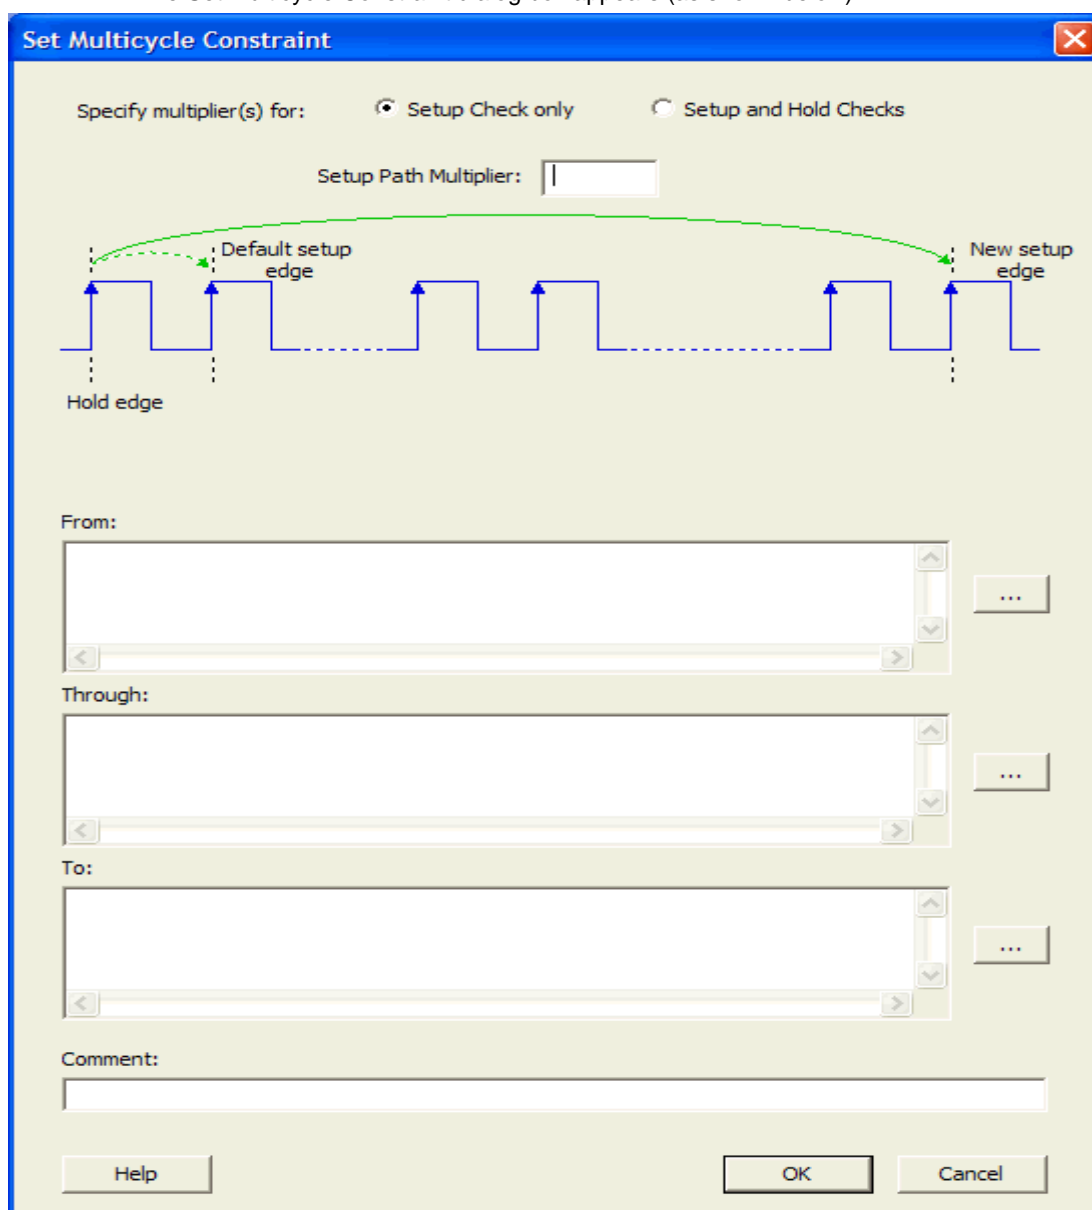 Set Multicycle Constraint
Specify multiplier(s) for: Setup Check only Setup and Hold Checks
Setup Path Multiplier:
Default setup
edge
New setup
edge
Hold edge
From:
...
Through:
...
To:
...
Comment:
Help OK Cancel